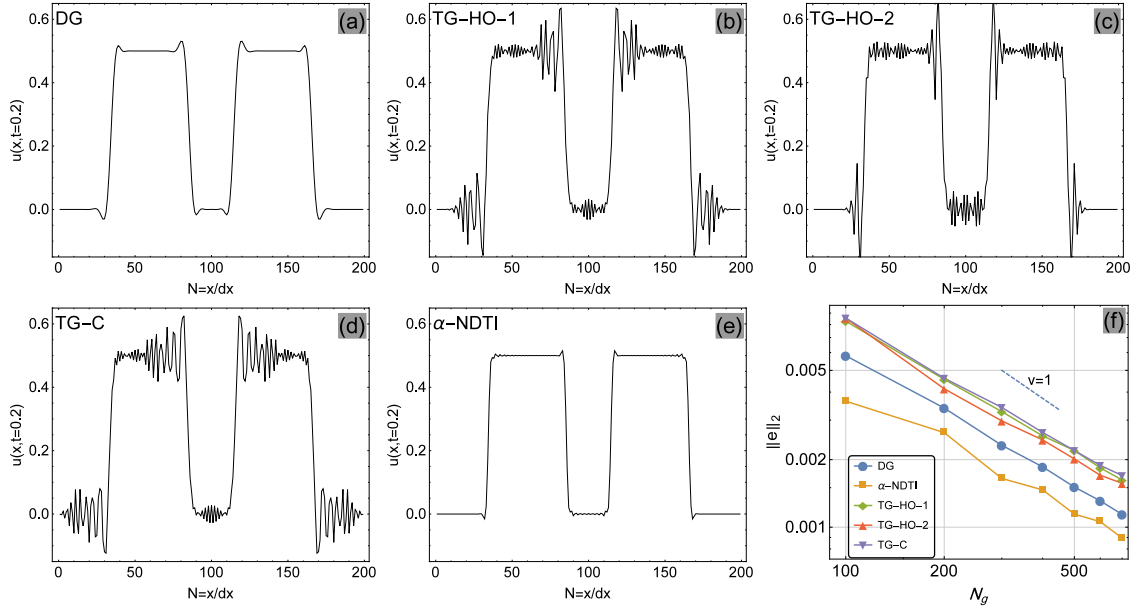 DG
(a)
0.6
0.4
0.2
0.0
u(x,t=0.2)
0
50
100
150
200
N=x/dx
TG-HO-1
(b)
0.6
0.4
0.2
0.0
u(x,t=0.2)
0
50
100
150
200
N=x/dx
TG-HO-2
(c)
0.6
0.4
0.2
0.0
u(x,t=0.2)
0
50
100
150
200
N=x/dx
TG-C
(d)
0.6
0.4
0.2
0.0
u(x,t=0.2)
0
50
100
150
200
N=x/dx
α-NDTI
(e)
0.6
0.4
0.2
0.0
u(x,t=0.2)
0
50
100
150
200
N=x/dx
(f)
0.005
0.002
0.001
||e||₂
v=1
DG
α-NDTI
TG-HO-1
TG-HO-2
TG-C
100
200
500
N_g